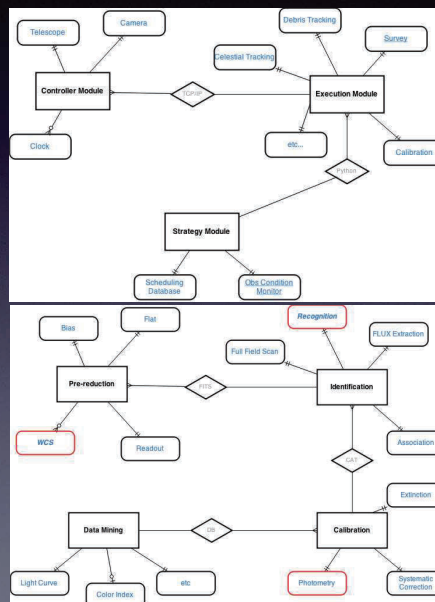 Debris Tracking
Camera
Telescope
Survey
Celestial Tracking
Controller Module
TCP/IP
Execution Module
Clock
etc...
Calibration
Python
Strategy Module
Scheduling
Database
Obs Condition
Monitor
Recognition
Flat
Bias
FLUX Extraction
Full Field Scan
Pre-reduction
FITS
Identification
WCS
Readout
Association
CAT
Extinction
Data Mining
DB
Calibration
Light Curve
Color Index
etc
Photometry
Systematic
Correction